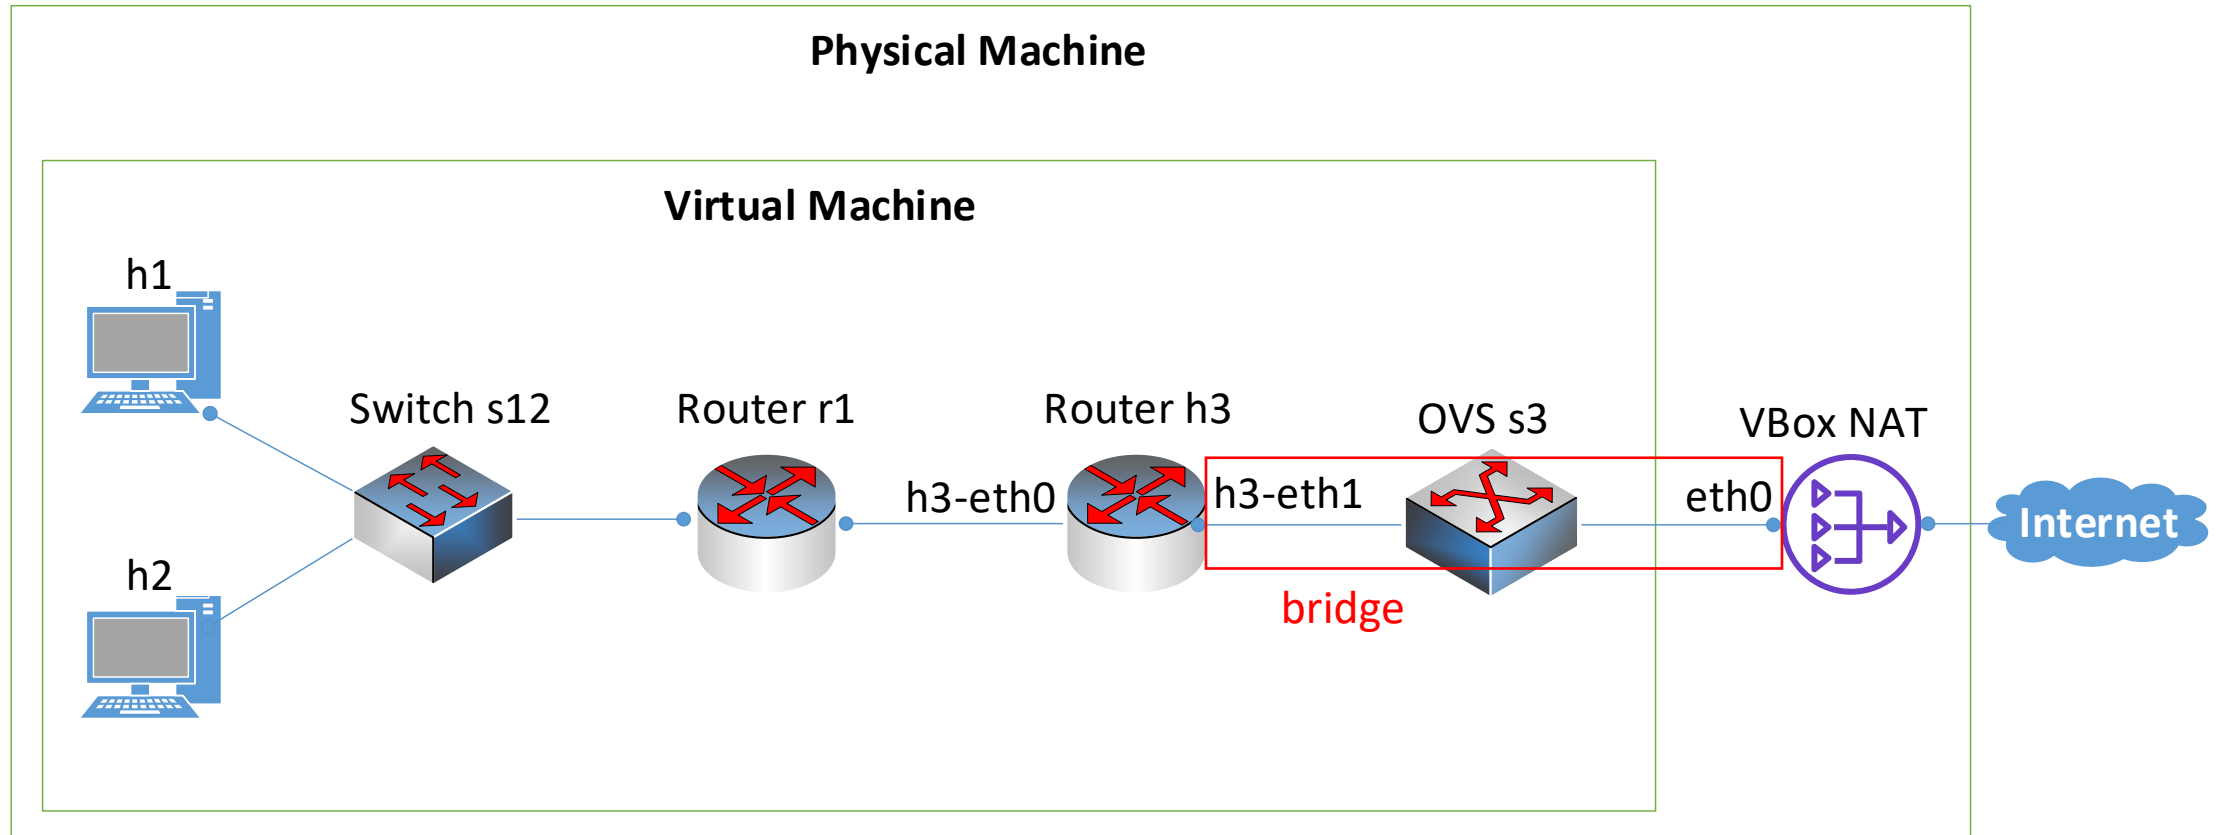 Physical Machine
Virtual Machine
h1
Switch s12
Router r1
Router h3
OVS s3
VBox NAT
h3-eth0
h3-eth1
eth0
Internet
h2
bridge